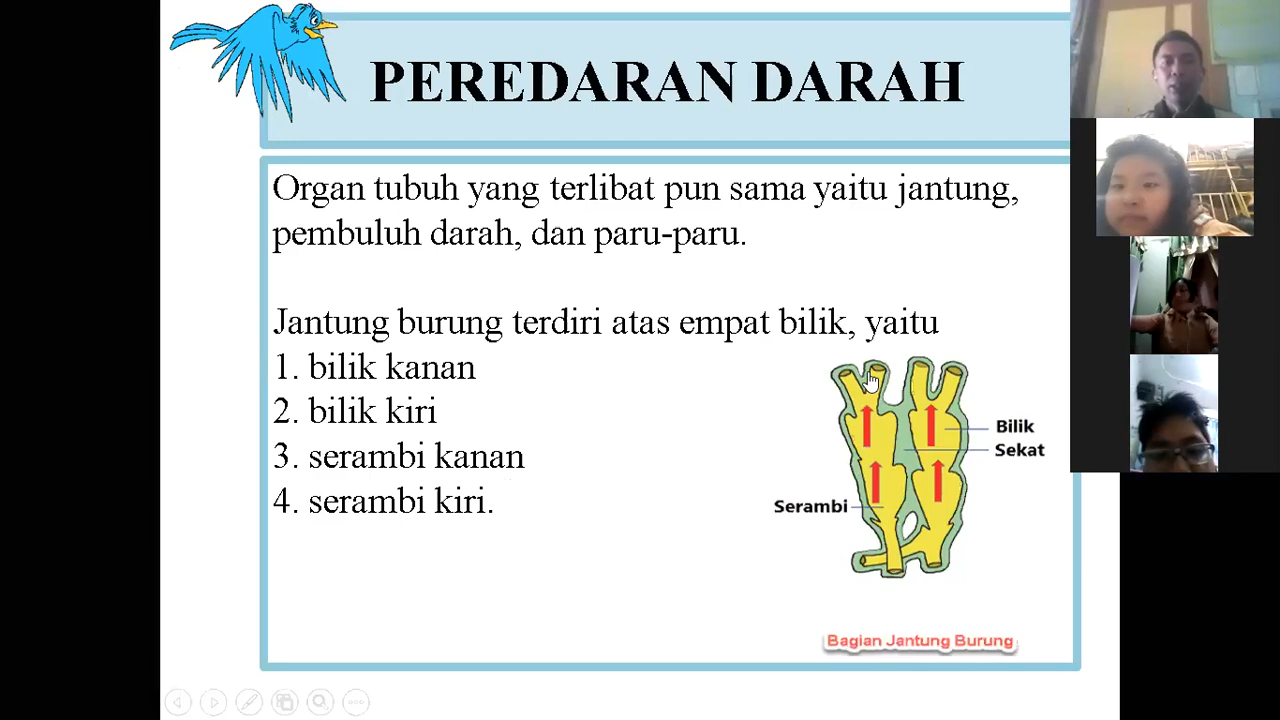 PEREDARAN DARAH
Organ tubuh yang terlibat pun sama yaitu jantung,
pembuluh darah, dan paru-paru.
Jantung burung terdiri atas empat bilik, yaitu
1. bilik kanan
2. bilik kiri
3. serambi kanan
4. serambi kiri.
Bilik
Sekat
Serambi
Bagian Jantung Burung